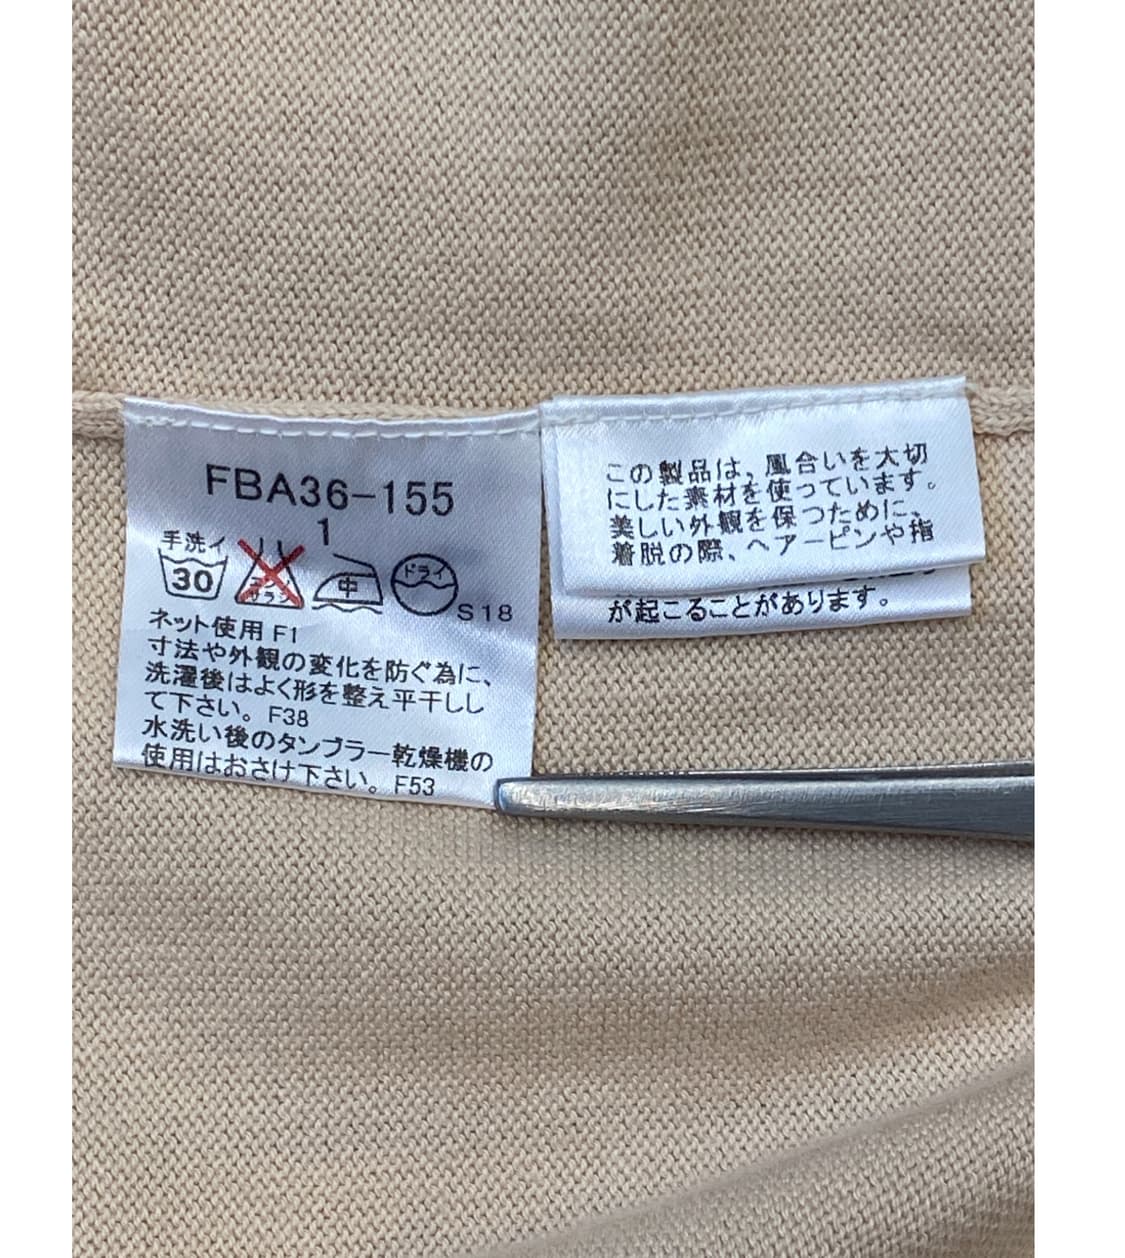 FBA36-155
1
手洗イ
30
エンソ
サラシ
中
ドライ
S18
ネット使用 F1
寸法や外観の変化を防ぐ為に、
洗濯後はよく形を整え平干しし
て下さい。F38
水洗い後のタンブラー乾燥機の
使用はおさけ下さい。F53
この製品は、風合いを大切
にした素材を使っています。
美しい外観を保つために、
着脱の際、ヘアーピンや指
が起こることがあります。